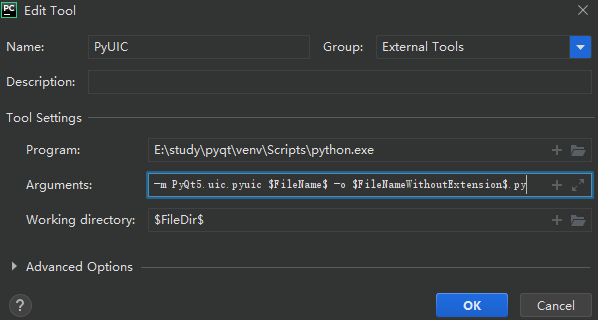 PC
Edit Tool
Name: PyUIC Group: External Tools
Description:
Tool Settings
Program: E:\study\pyqt\venv\Scripts\python.exe
Arguments: -m PyQt5.uic.pyuic $FileName$ -o $FileNameWithoutExtension$.py
Working directory: $FileDir$
Advanced Options
? OK Cancel